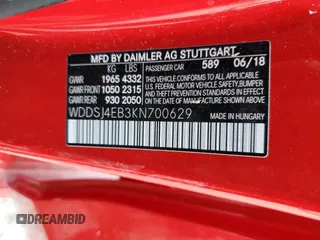 MFD BY DAIMLER AG STUTTGART
KG LBS PASSENGER CAR 589 06/18
GVWR 1965 4332
GAWR FRONT 1050 2315
GAWR REAR 930 2050
THIS VEHICLE CONFORMS TO ALL APPLICABLE
U.S. FEDERAL MOTOR VEHICLE SAFETY
BUMPER AND THEFT PREVENTION
STANDARDS IN EFFECT ON THE DATE OF
MANUFACTURE SHOWN ABOVE
WDDSJ4EB3KN700629
MADE IN HUNGARY
DREAMBID